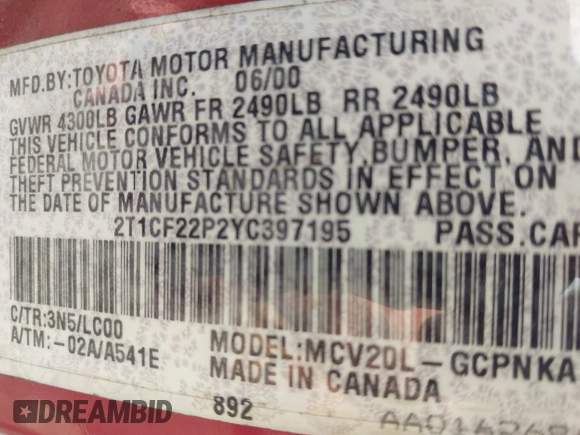 MFD.BY:TOYOTA MOTOR MANUFACTURING
CANADA INC. 06/00
GVWR 4300LB GAWR FR 2490LB RR 2490LB
THIS VEHICLE CONFORMS TO ALL APPLICABLE
FEDERAL MOTOR VEHICLE SAFETY,BUMPER, AND
THEFT PREVENTION STANDARDS IN EFFECT ON
THE DATE OF MANUFACTURE SHOWN ABOVE.
2T1CF22P2YC397195 PASS.CAR
C/TR:3N5/LC00
A/TM:-02A/A541E
MODEL:MCV20L-GCPNKA
MADE IN CANADA
892
DREAMBID